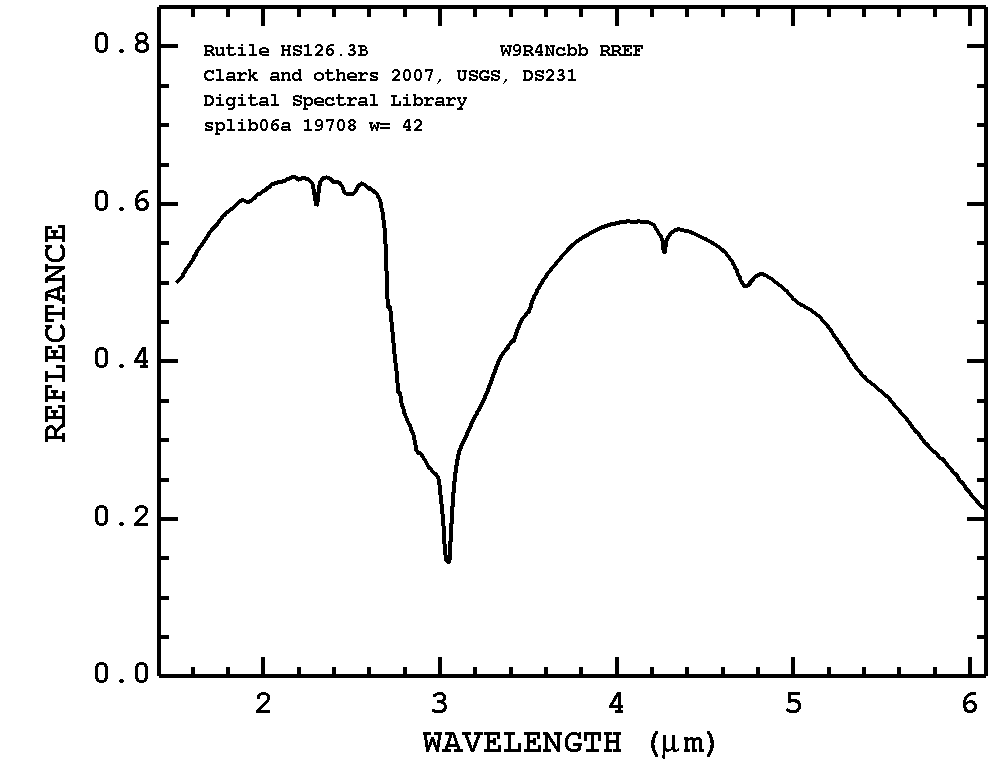 Rutile HS126.3B W9R4Ncbb RREF
Clark and others 2007, USGS, DS231
Digital Spectral Library
splib06a 19708 w= 42
0.8
0.6
0.4
0.2
0.0
REFLECTANCE
2 3 4 5 6
WAVELENGTH (μm)